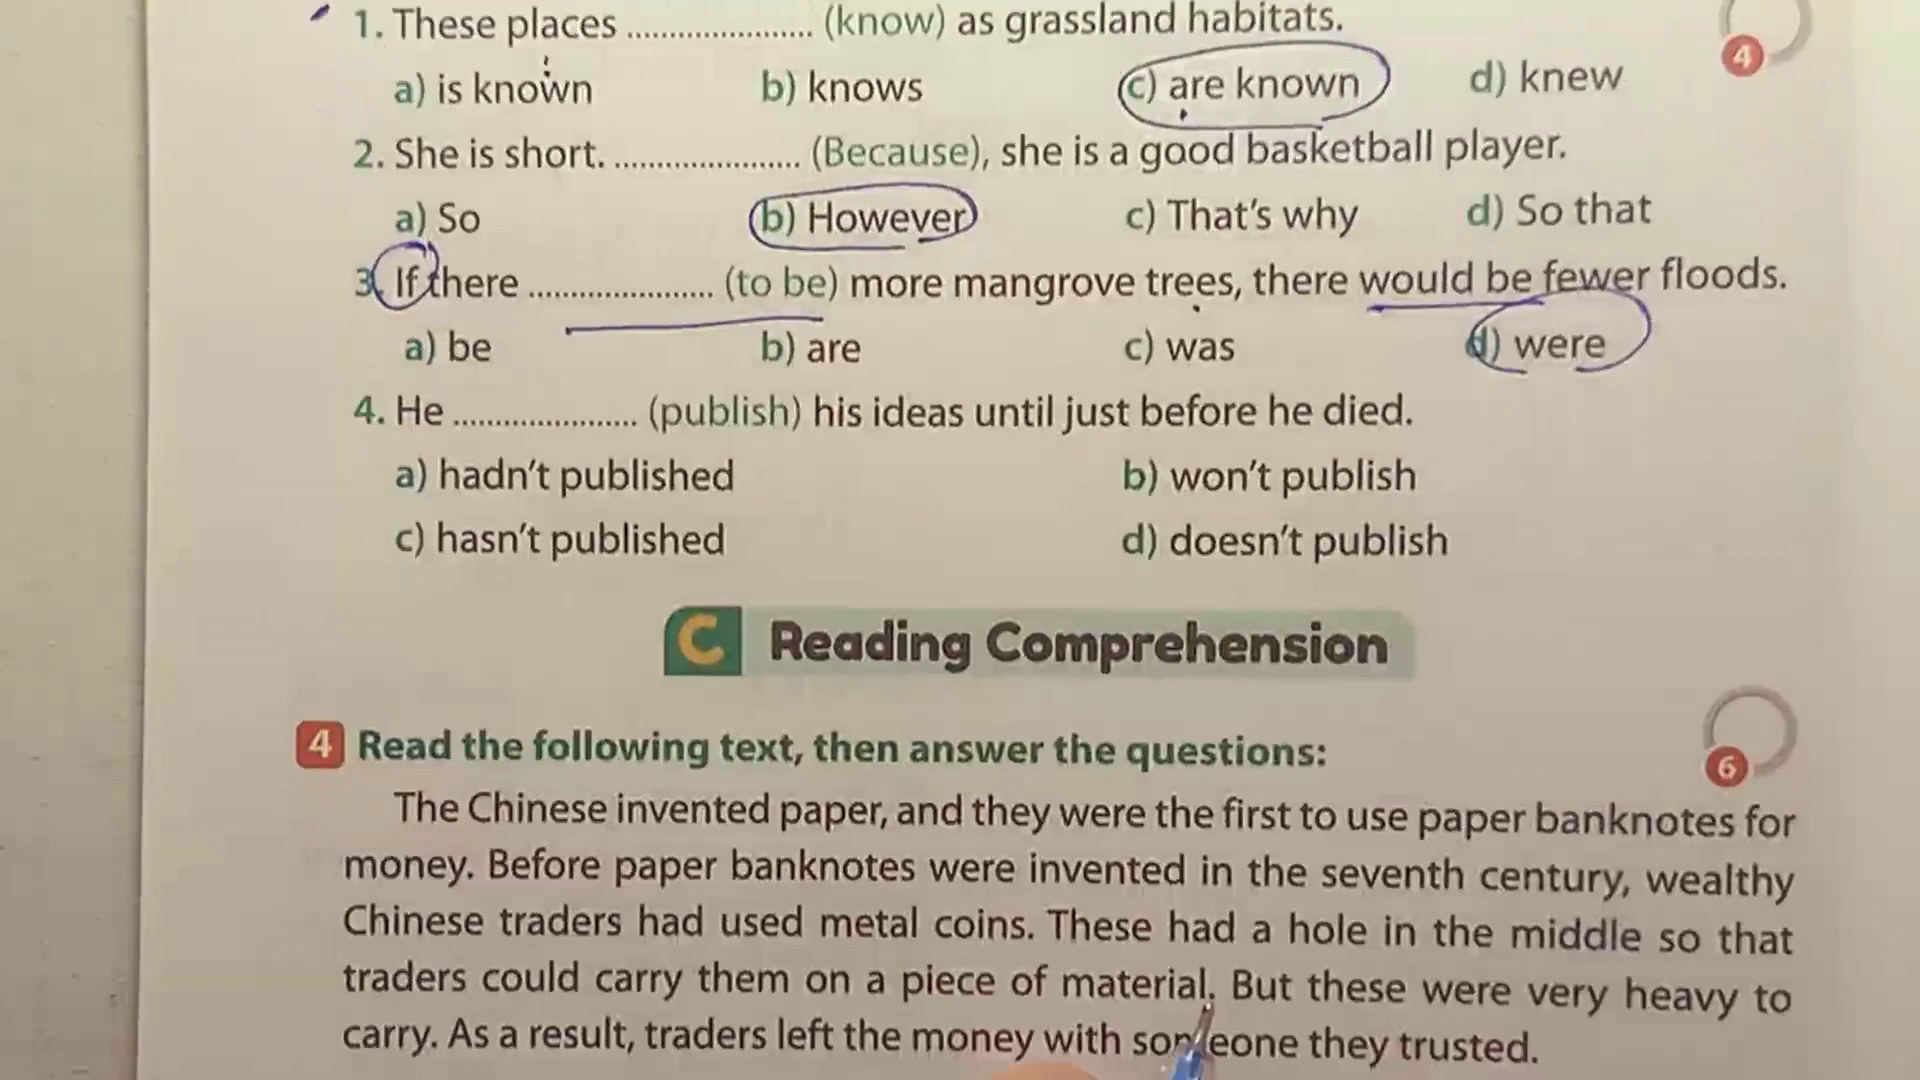 1. These places ...................... (know) as grassland habitats.
4
a) is known b) knows c) are known d) knew
2. She is short. ...................... (Because), she is a good basketball player.
a) So b) However c) That's why d) So that
3. If there ...................... (to be) more mangrove trees, there would be fewer floods.
a) be b) are c) was d) were
4. He ...................... (publish) his ideas until just before he died.
a) hadn't published b) won't publish
c) hasn't published d) doesn't publish
C Reading Comprehension
4 Read the following text, then answer the questions:
6
The Chinese invented paper, and they were the first to use paper banknotes for
money. Before paper banknotes were invented in the seventh century, wealthy
Chinese traders had used metal coins. These had a hole in the middle so that
traders could carry them on a piece of material. But these were very heavy to
carry. As a result, traders left the money with someone they trusted.